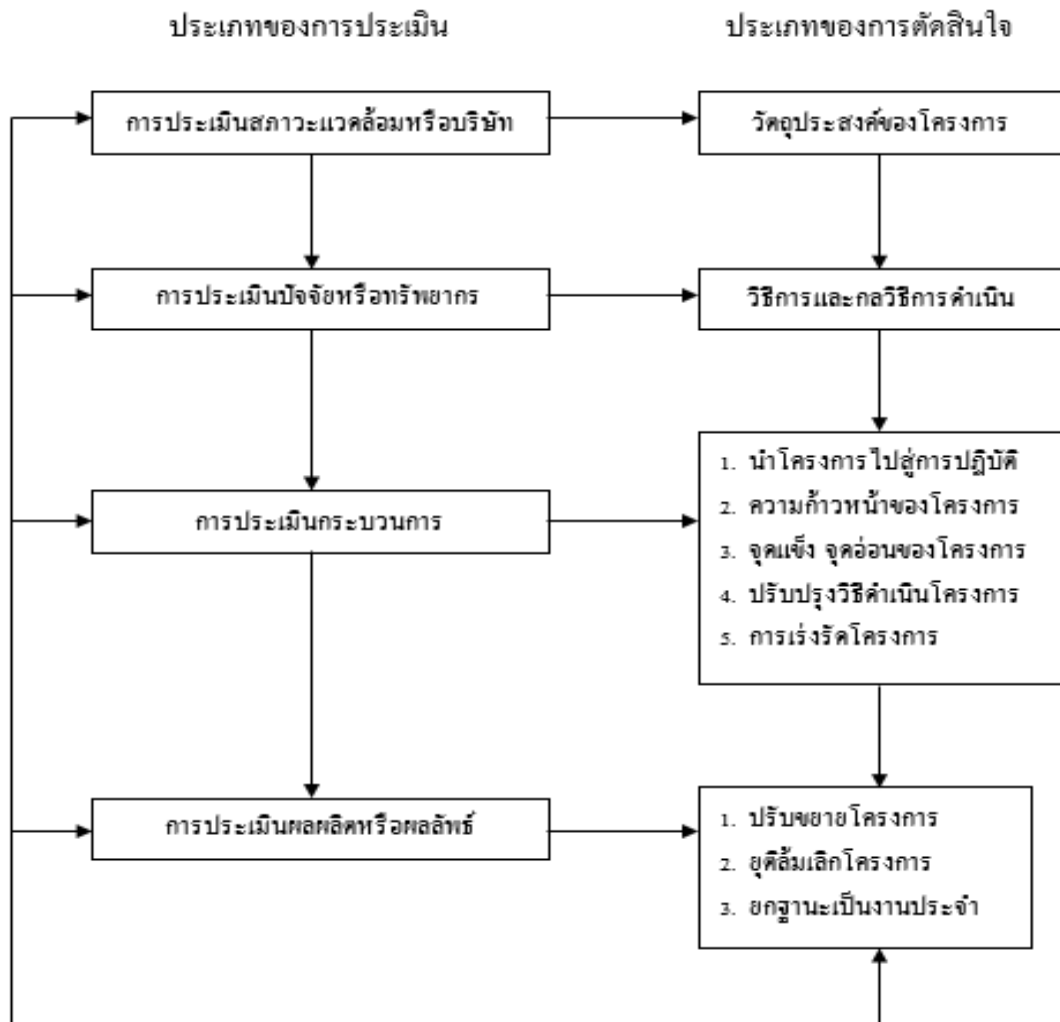 ประเภทของการประเมิน
ประเภทของการตัดสินใจ
การประเมินสภาวะแวดล้อมหรือบริษัท
วัตถุประสงค์ของโครงการ
การประเมินปัจจัยหรือทรัพยากร
วิธีการและกลวิธีการดำเนิน
การประเมินกระบวนการ
1. นำโครงการไปสู่การปฏิบัติ
2. ความก้าวหน้าของโครงการ
3. จุดแข็ง จุดอ่อนของโครงการ
4. ปรับปรุงวิธีดำเนินโครงการ
5. การเร่งรัดโครงการ
การประเมินผลผลิตหรือผลลัพธ์
1. ปรับขยายโครงการ
2. ยุติล้มเลิกโครงการ
3. ยกฐานะเป็นงานประจำ